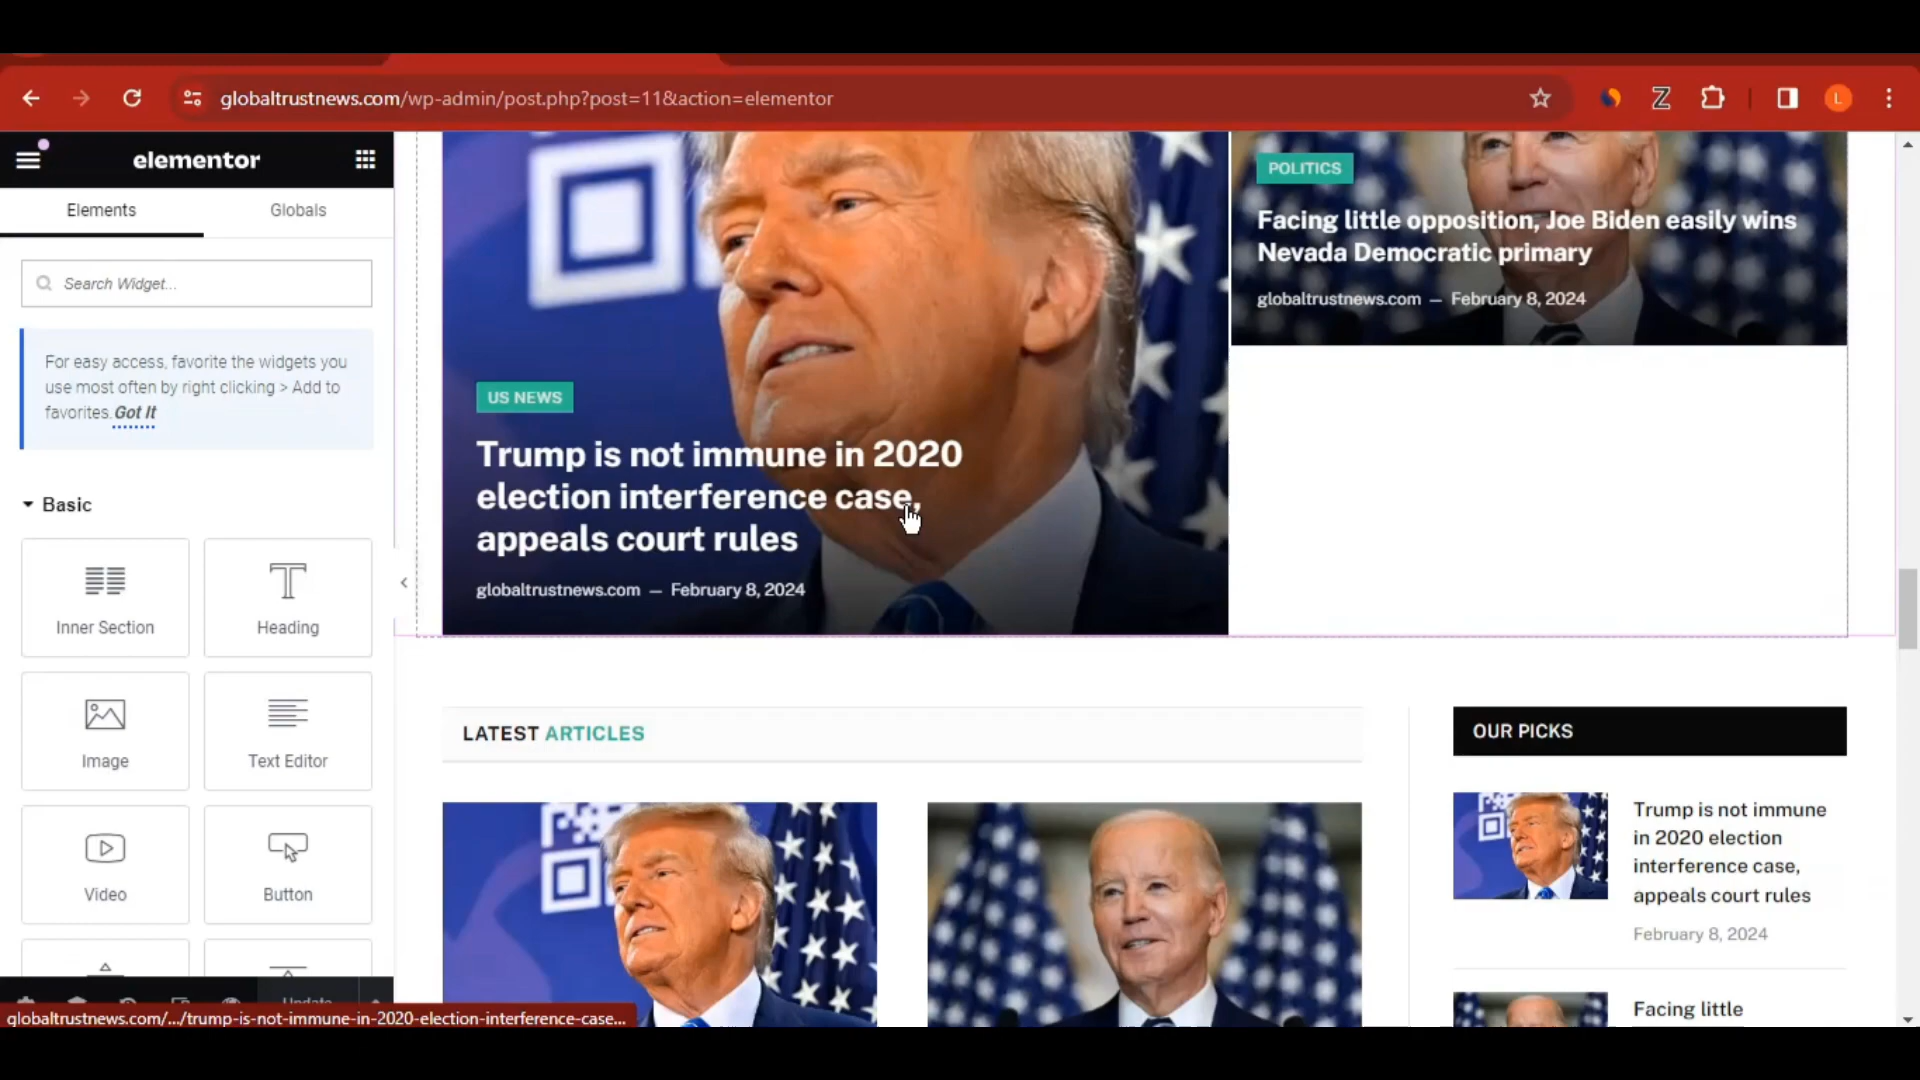 globaltrustnews.com/wp-admin/post.php?post=11&action=elementor
L
elementor
Elements
Globals
Search Widget...
For easy access, favorite the widgets you
use most often by right clicking > Add to
favorites. Got It
Basic
Inner Section
Heading
Image
Text Editor
Video
Button
Update
globaltrustnews.com/.../trump-is-not-immune-in-2020-election-interference-case...
US NEWS
Trump is not immune in 2020
election interference case,
appeals court rules
globaltrustnews.com — February 8, 2024
POLITICS
Facing little opposition, Joe Biden easily wins
Nevada Democratic primary
globaltrustnews.com — February 8, 2024
LATEST ARTICLES
OUR PICKS
Trump is not immune
in 2020 election
interference case,
appeals court rules
February 8, 2024
Facing little